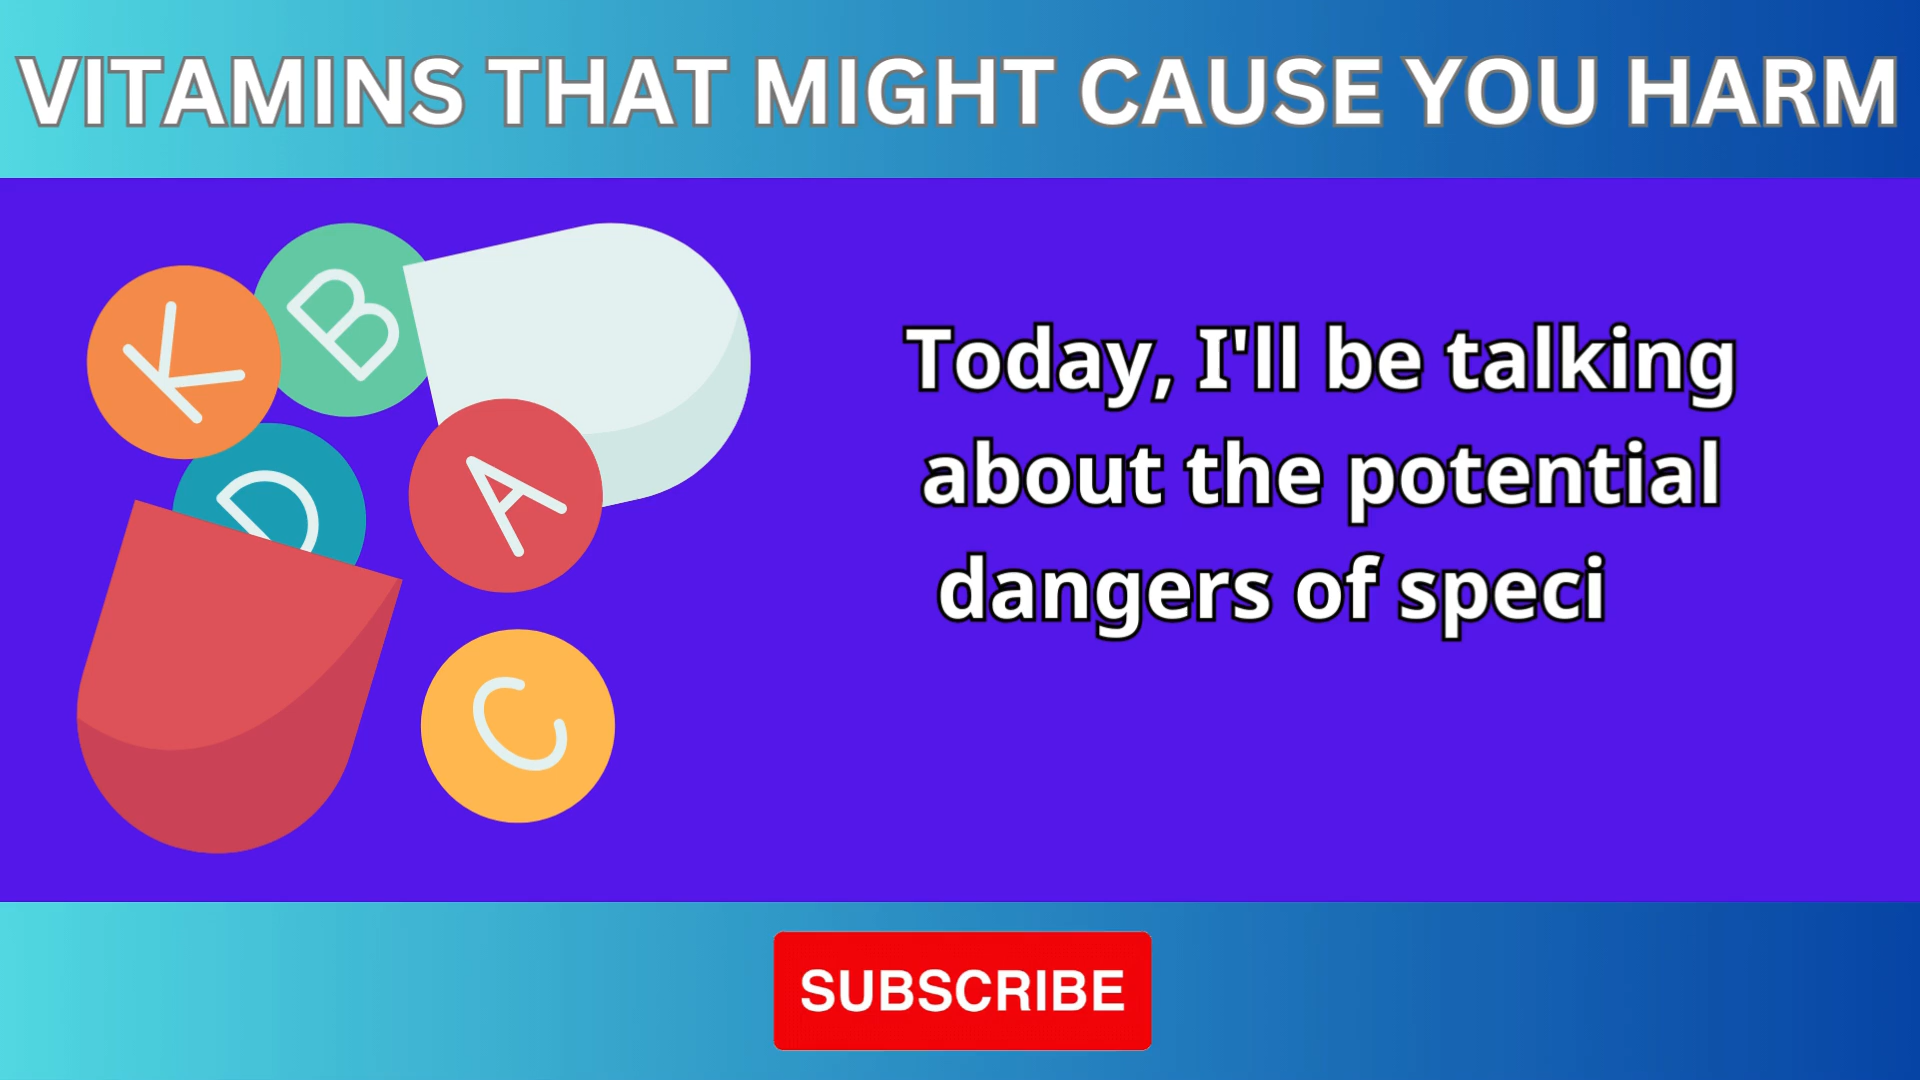 VITAMINS THAT MIGHT CAUSE YOU HARM
K
B
D
A
C
Today, I'll be talking
about the potential
dangers of speci
SUBSCRIBE